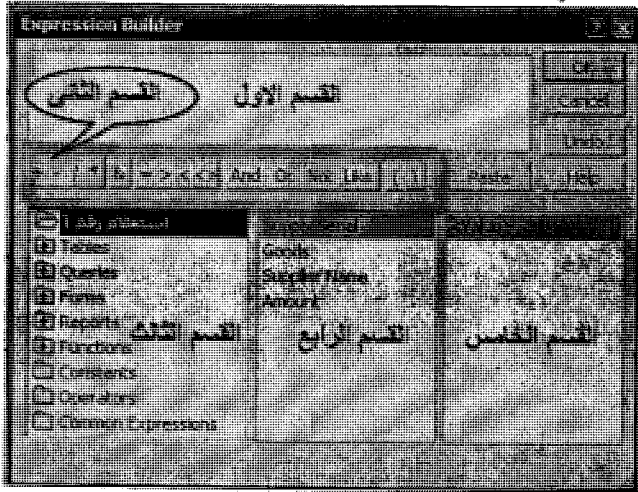 Expression Builder
القسم الثاني
القسم الاول
OK
Cancel
Undo
+ - / * & = > < <> And Or Not Like ( )
Paste
Help
استعلام رقم 1
Tables
Queries
Forms
Reports
Functions
Constants
Operators
Common Expressions
القسم الثالث
Goods
Supplier Name
Amount
القسم الرابع
القسم الخامس